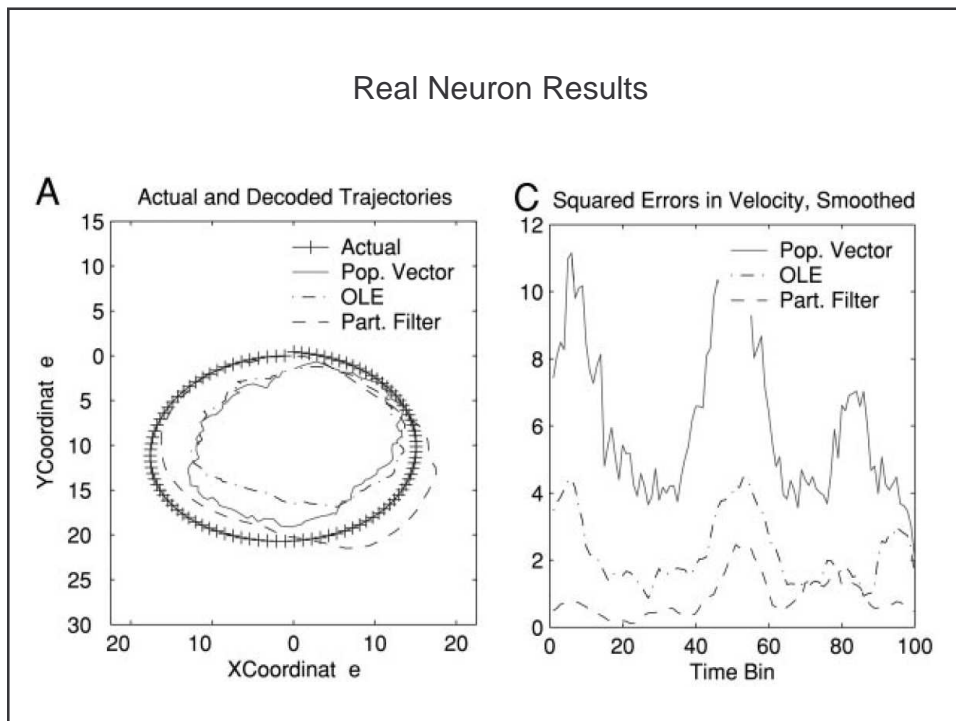 Real Neuron Results
A
Actual and Decoded Trajectories
15
10
5
0
5
10
15
20
25
30
20
10
0
10
20
YCoordinat e
XCoordinat e
Actual
Pop. Vector
OLE
Part. Filter
C
Squared Errors in Velocity, Smoothed
12
10
8
6
4
2
0
0
20
40
60
80
100
Time Bin
Pop. Vector
OLE
Part. Filter